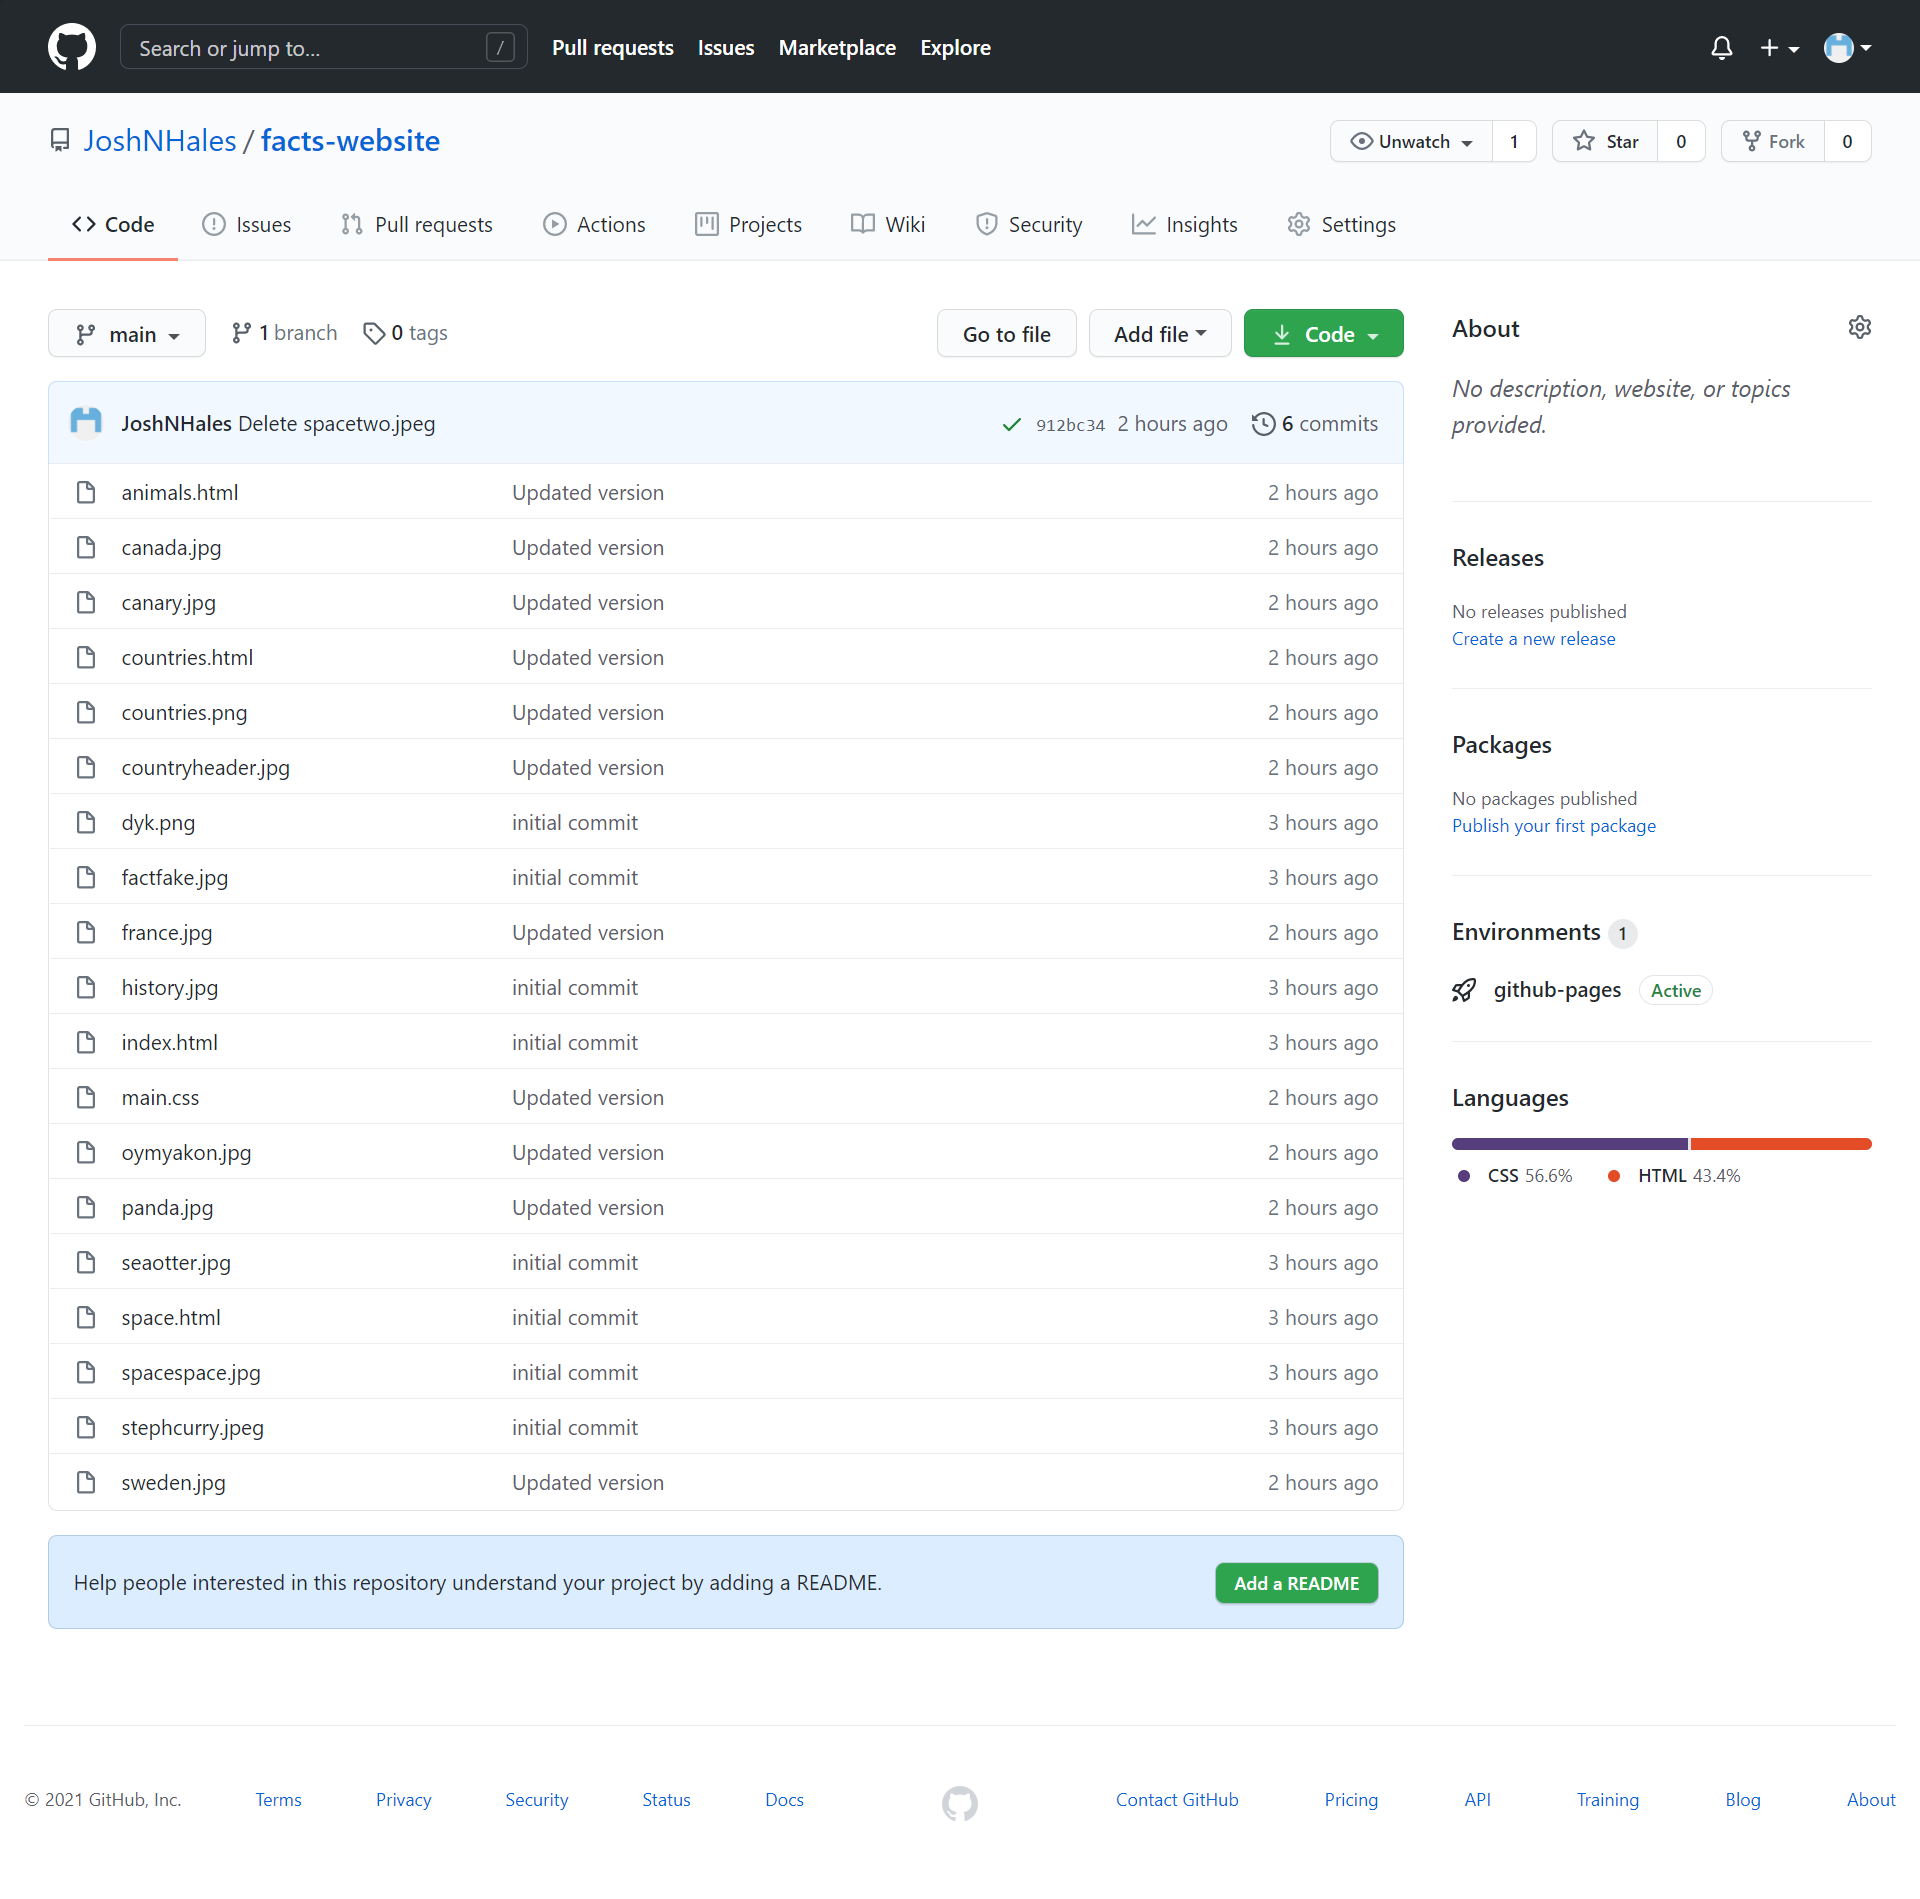 Search or jump to... /
Pull requests Issues Marketplace Explore
JoshNHales / facts-website
Unwatch 1 Star 0 Fork 0
Code Issues Pull requests Actions Projects Wiki Security Insights Settings
main 1 branch 0 tags Go to file Add file Code
JoshNHales Delete spacetwo.jpeg 912bc34 2 hours ago 6 commits
animals.html Updated version 2 hours ago
canada.jpg Updated version 2 hours ago
canary.jpg Updated version 2 hours ago
countries.html Updated version 2 hours ago
countries.png Updated version 2 hours ago
countryheader.jpg Updated version 2 hours ago
dyk.png initial commit 3 hours ago
factfake.jpg initial commit 3 hours ago
france.jpg Updated version 2 hours ago
history.jpg initial commit 3 hours ago
index.html initial commit 3 hours ago
main.css Updated version 2 hours ago
oymyakon.jpg Updated version 2 hours ago
panda.jpg Updated version 2 hours ago
seaotter.jpg initial commit 3 hours ago
space.html initial commit 3 hours ago
spacespace.jpg initial commit 3 hours ago
stephcurry.jpeg initial commit 3 hours ago
sweden.jpg Updated version 2 hours ago
Help people interested in this repository understand your project by adding a README. Add a README
About
No description, website, or topics
provided.
Releases
No releases published
Create a new release
Packages
No packages published
Publish your first package
Environments 1
github-pages Active
Languages
CSS 56.6% HTML 43.4%
© 2021 GitHub, Inc. Terms Privacy Security Status Docs Contact GitHub Pricing API Training Blog About